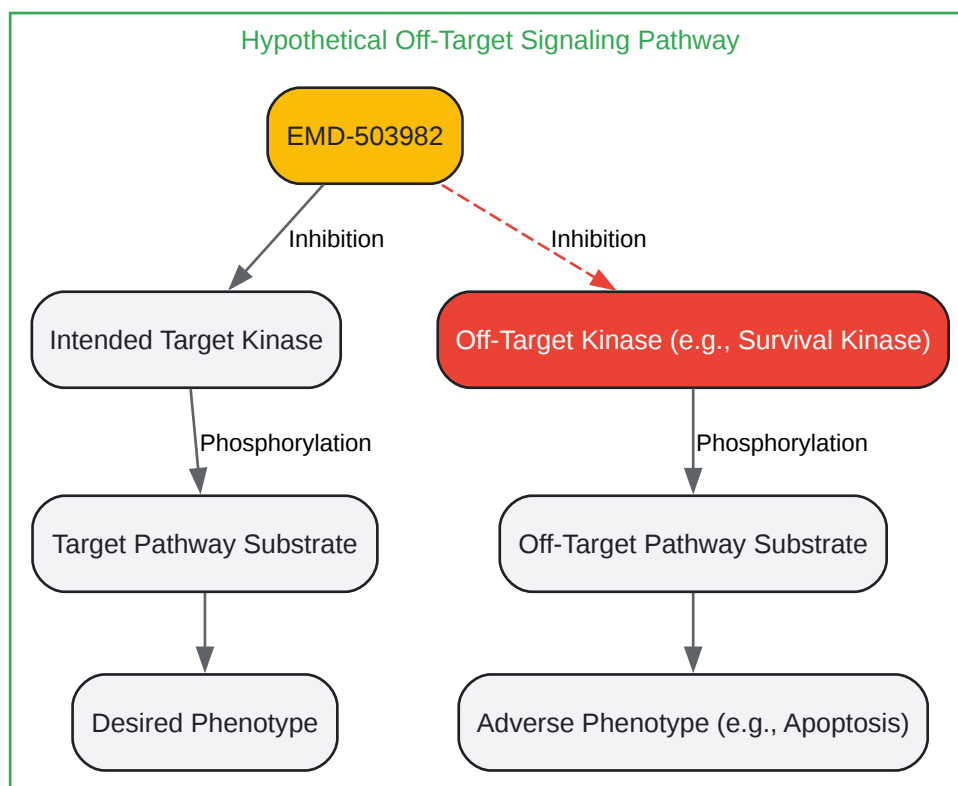 Hypothetical Off-Target Signaling Pathway
EMD-503982
Inhibition
Inhibition
Intended Target Kinase
Off-Target Kinase (e.g., Survival Kinase)
Phosphorylation
Phosphorylation
Target Pathway Substrate
Off-Target Pathway Substrate
Desired Phenotype
Adverse Phenotype (e.g., Apoptosis)